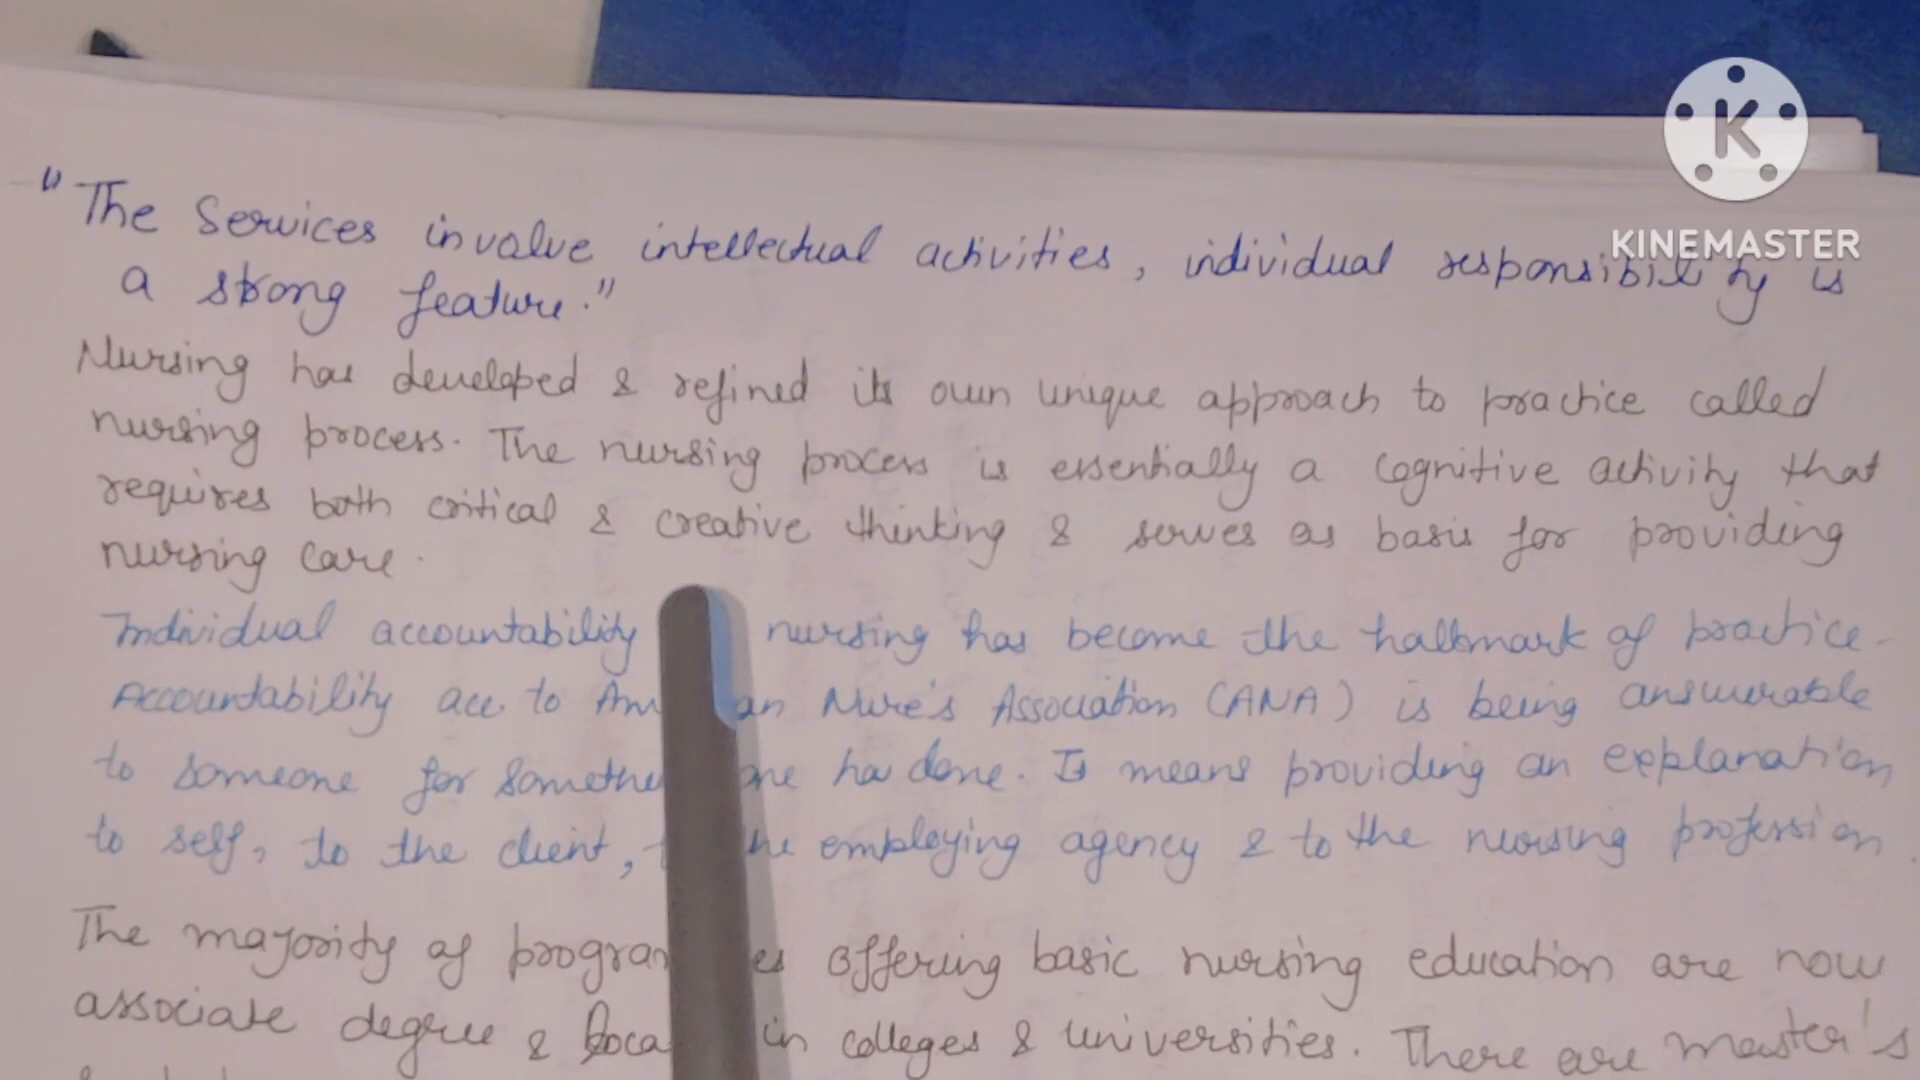 "The Services involve intellectual activities, individual responsibility is
a strong feature."
Nursing has developed & refined its own unique approach to practice called
nursing process. The nursing process is essentially a cognitive activity that
requires both critical & creative thinking & serves as basis for providing
nursing care.
Individual accountability nursing has become the hallmark of practice.
Accountability acc to Am an Nurse's Association (ANA) is being answerable
to someone for somethi one has done. It means providing an explanation
to self, to the client, the employing agency & to the nursing profession.
The majority of program es offering basic nursing education are now
associate degree & loca in colleges & universities. There are master's
K
KINEMASTER